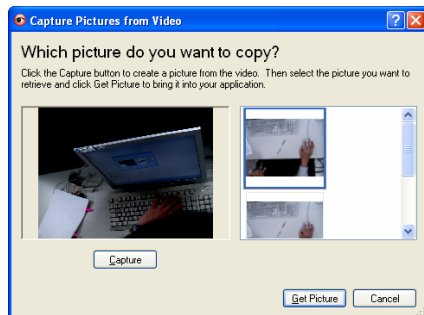 Capture Pictures from Video
Which picture do you want to copy?
Click the Capture button to create a picture from the video. Then select the picture you want to
retrieve and click Get Picture to bring it into your application.
Capture
Get Picture
Cancel